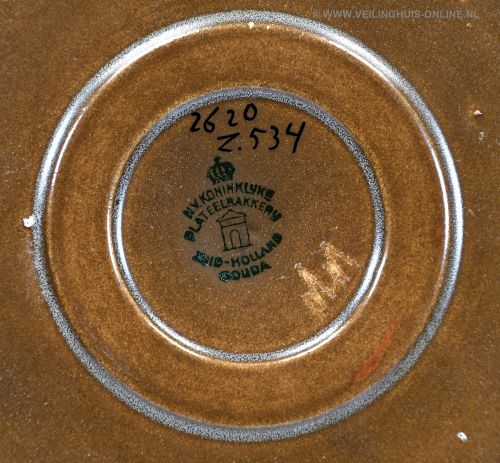 © WWW.VEILINGHUIS-ONLINE.NL
2620
Z.534
N.V. KONINKLIJKE
PLATEELBAKKERIJ
ZUID-HOLLAND
GOUDA